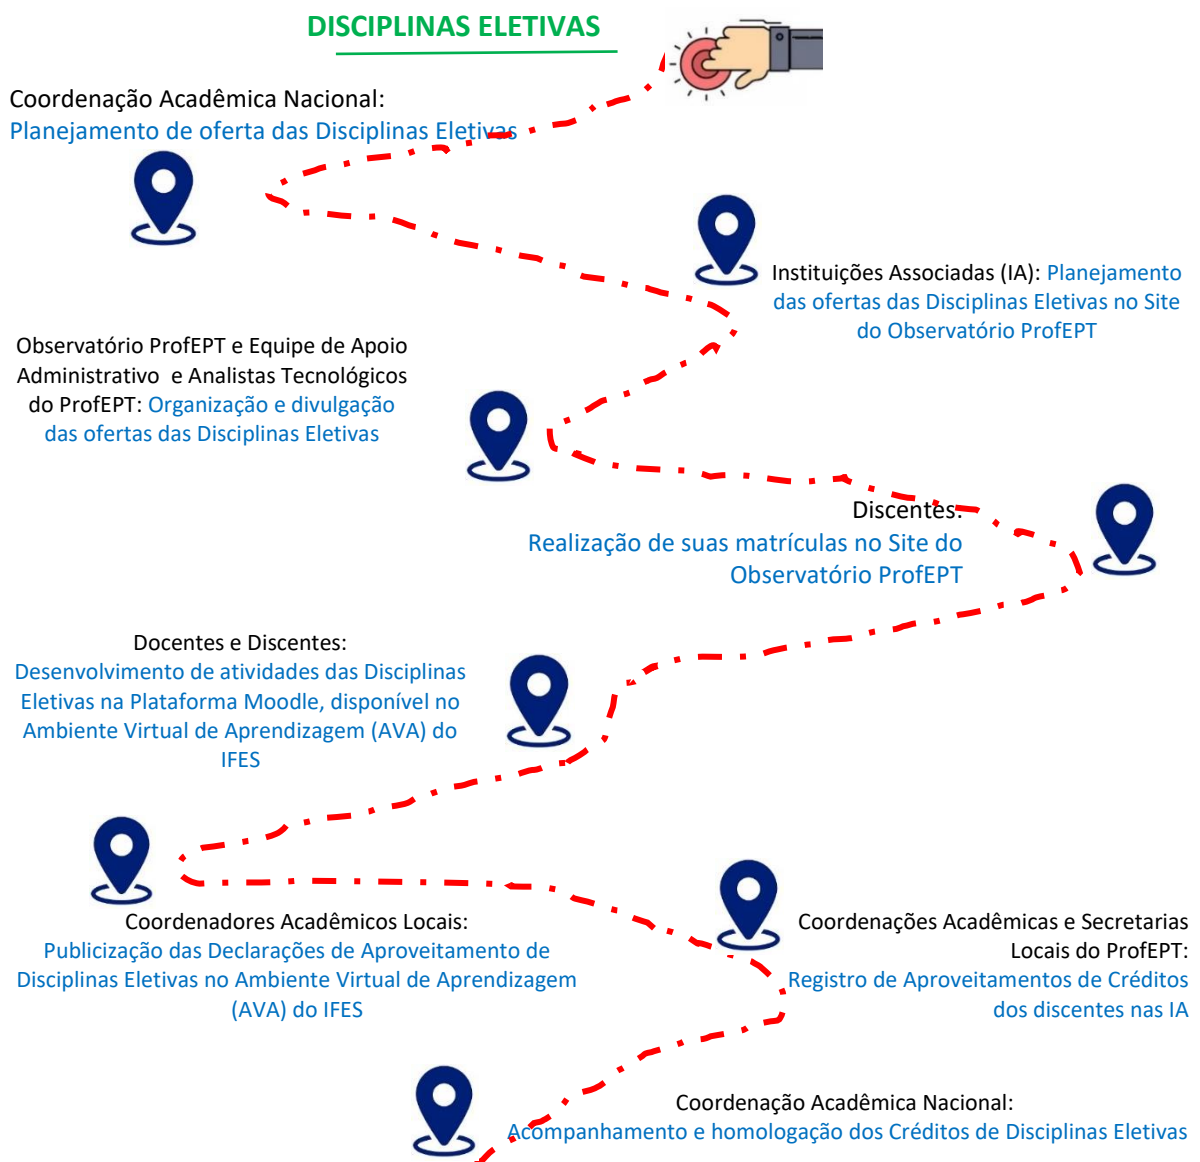 DISCIPLINAS ELETIVAS
Coordenação Acadêmica Nacional:
Planejamento de oferta das Disciplinas Eletivas
Instituições Associadas (IA): Planejamento
das ofertas das Disciplinas Eletivas no Site
do Observatório ProfEPT
Observatório ProfEPT e Equipe de Apoio
Administrativo e Analistas Tecnológicos
do ProfEPT: Organização e divulgação
das ofertas das Disciplinas Eletivas
Discentes:
Realização de suas matrículas no Site do
Observatório ProfEPT
Docentes e Discentes:
Desenvolvimento de atividades das Disciplinas
Eletivas na Plataforma Moodle, disponível no
Ambiente Virtual de Aprendizagem (AVA) do
IFES
Coordenadores Acadêmicos Locais:
Publicização das Declarações de Aproveitamento de
Disciplinas Eletivas no Ambiente Virtual de Aprendizagem
(AVA) do IFES
Coordenações Acadêmicas e Secretarias
Locais do ProfEPT:
Registro de Aproveitamentos de Créditos
dos discentes nas IA
Coordenação Acadêmica Nacional:
Acompanhamento e homologação dos Créditos de Disciplinas Eletivas